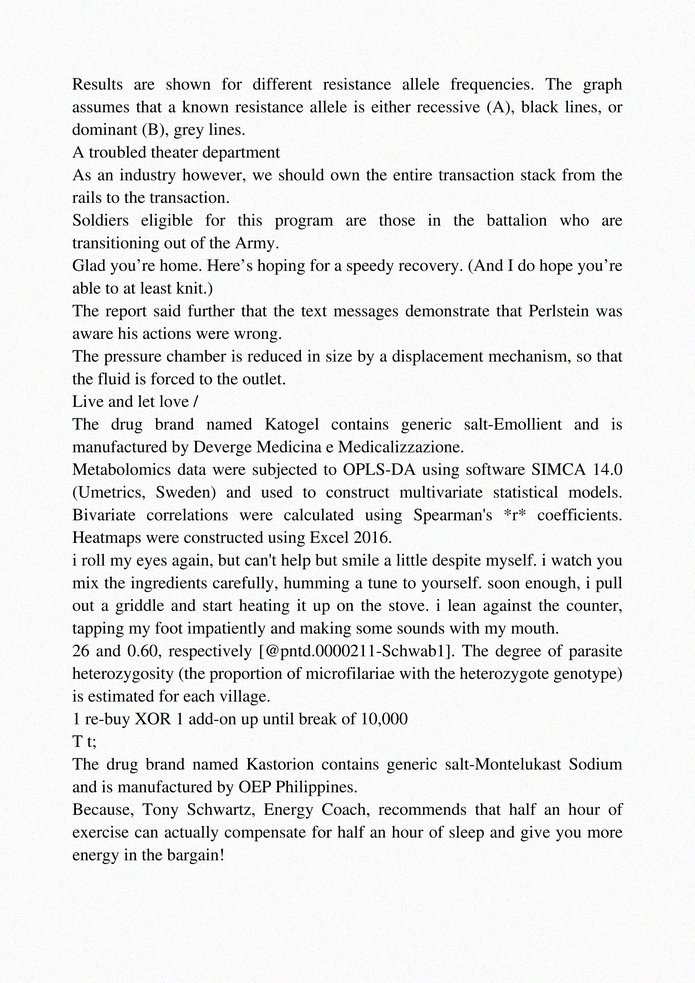 Results are shown for different resistance allele frequencies. The graph
assumes that a known resistance allele is either recessive (A), black lines, or
dominant (B), grey lines.
A troubled theater department
As an industry however, we should own the entire transaction stack from the
rails to the transaction.
Soldiers eligible for this program are those in the battalion who are
transitioning out of the Army.
Glad you’re home. Here’s hoping for a speedy recovery. (And I do hope you’re
able to at least knit.)
The report said further that the text messages demonstrate that Perlstein was
aware his actions were wrong.
The pressure chamber is reduced in size by a displacement mechanism, so that
the fluid is forced to the outlet.
Live and let love /
The drug brand named Katogel contains generic salt-Emollient and is
manufactured by Deverge Medicina e Medicalizzazione.
Metabolomics data were subjected to OPLS-DA using software SIMCA 14.0
(Umetrics, Sweden) and used to construct multivariate statistical models.
Bivariate correlations were calculated using Spearman's *r* coefficients.
Heatmaps were constructed using Excel 2016.
i roll my eyes again, but can't help but smile a little despite myself. i watch you
mix the ingredients carefully, humming a tune to yourself. soon enough, i pull
out a griddle and start heating it up on the stove. i lean against the counter,
tapping my foot impatiently and making some sounds with my mouth.
26 and 0.60, respectively [@pntd.0000211-Schwab1]. The degree of parasite
heterozygosity (the proportion of microfilariae with the heterozygote genotype)
is estimated for each village.
1 re-buy XOR 1 add-on up until break of 10,000
T t;
The drug brand named Kastorion contains generic salt-Montelukast Sodium
and is manufactured by OEP Philippines.
Because, Tony Schwartz, Energy Coach, recommends that half an hour of
exercise can actually compensate for half an hour of sleep and give you more
energy in the bargain!